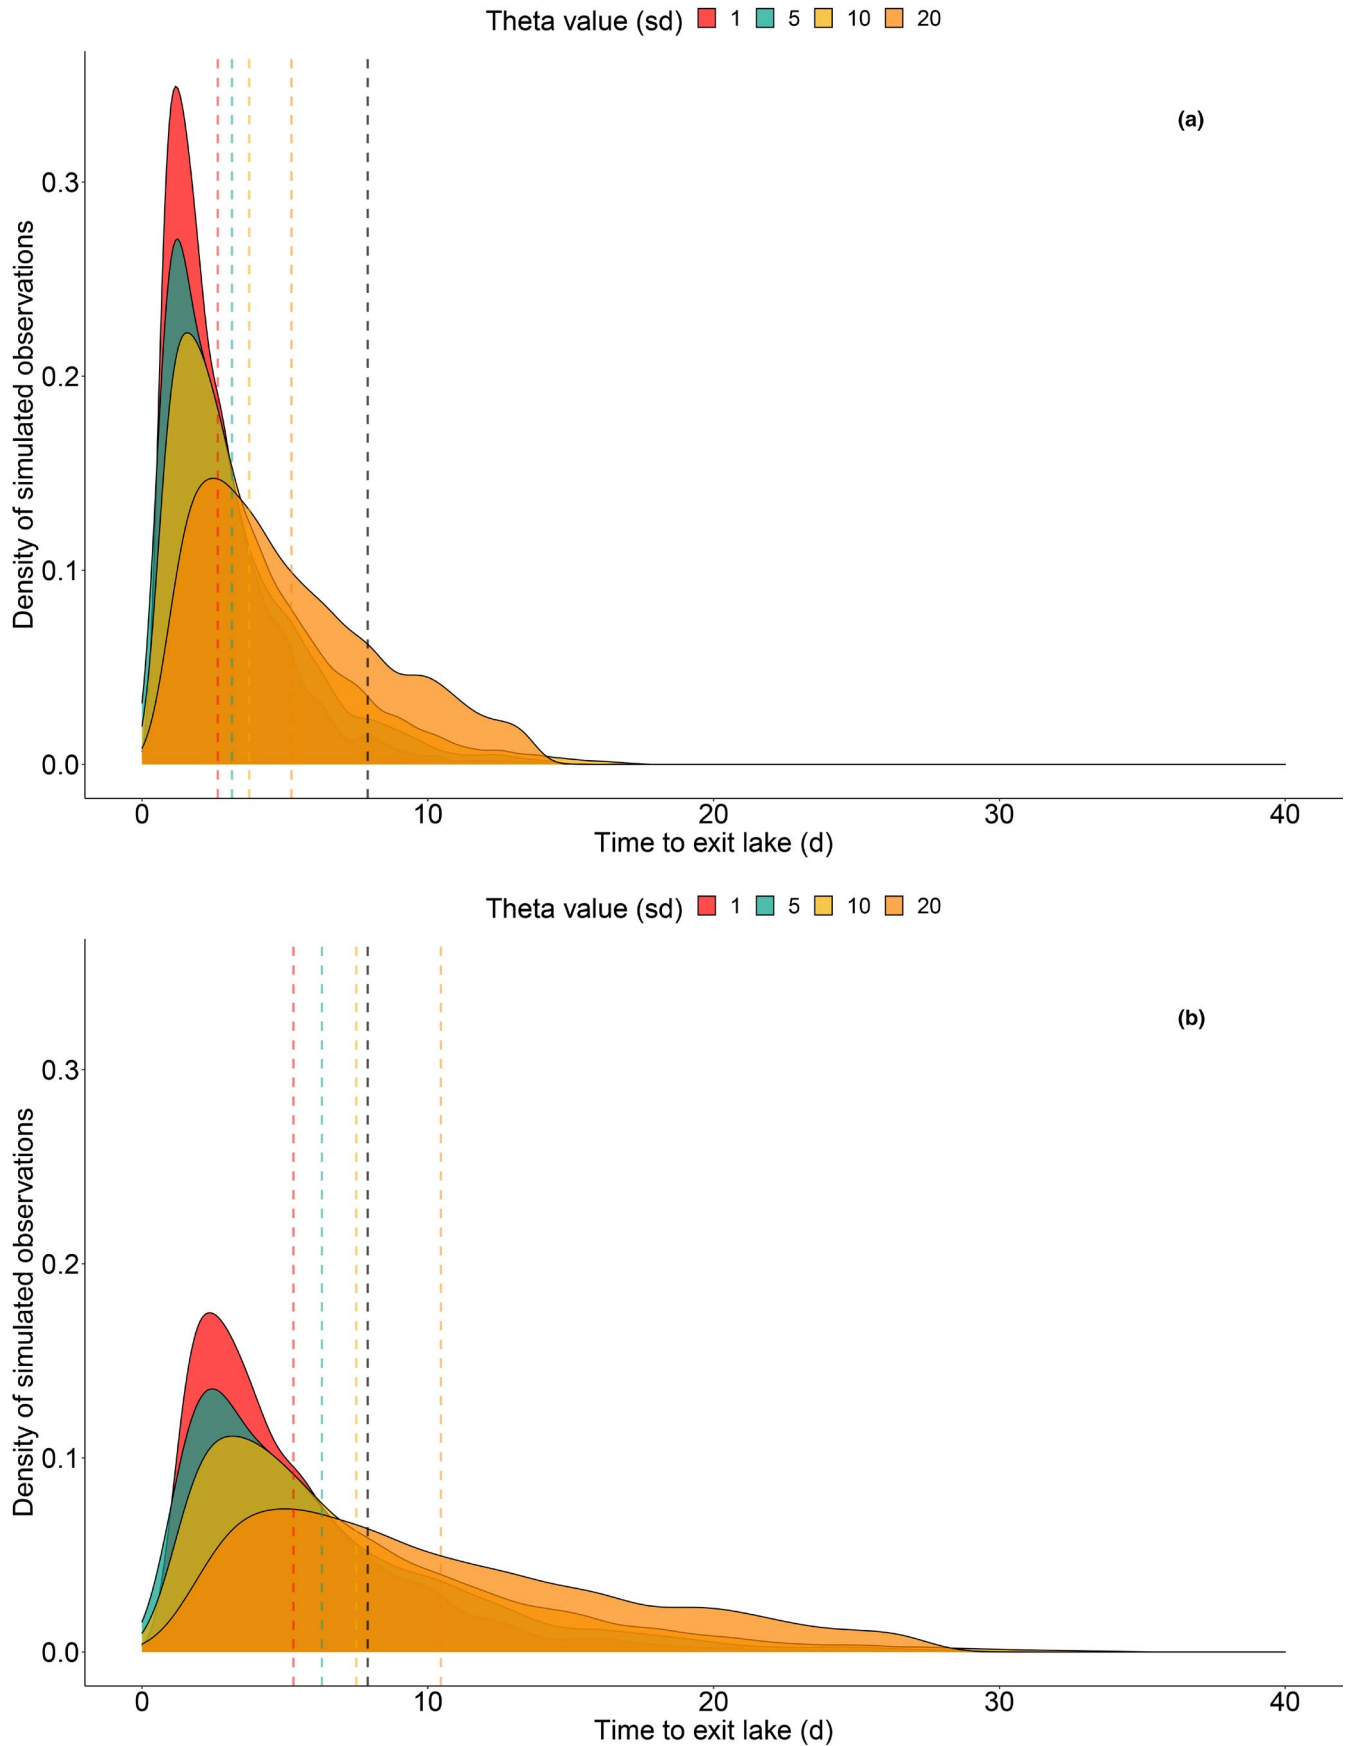 Theta value (sd) 1 5 10 20
(a)
0.3
0.2
0.1
0.0
Density of simulated observations
0 10 20 30 40
Time to exit lake (d)
Theta value (sd) 1 5 10 20
(b)
0.3
0.2
0.1
0.0
Density of simulated observations
0 10 20 30 40
Time to exit lake (d)